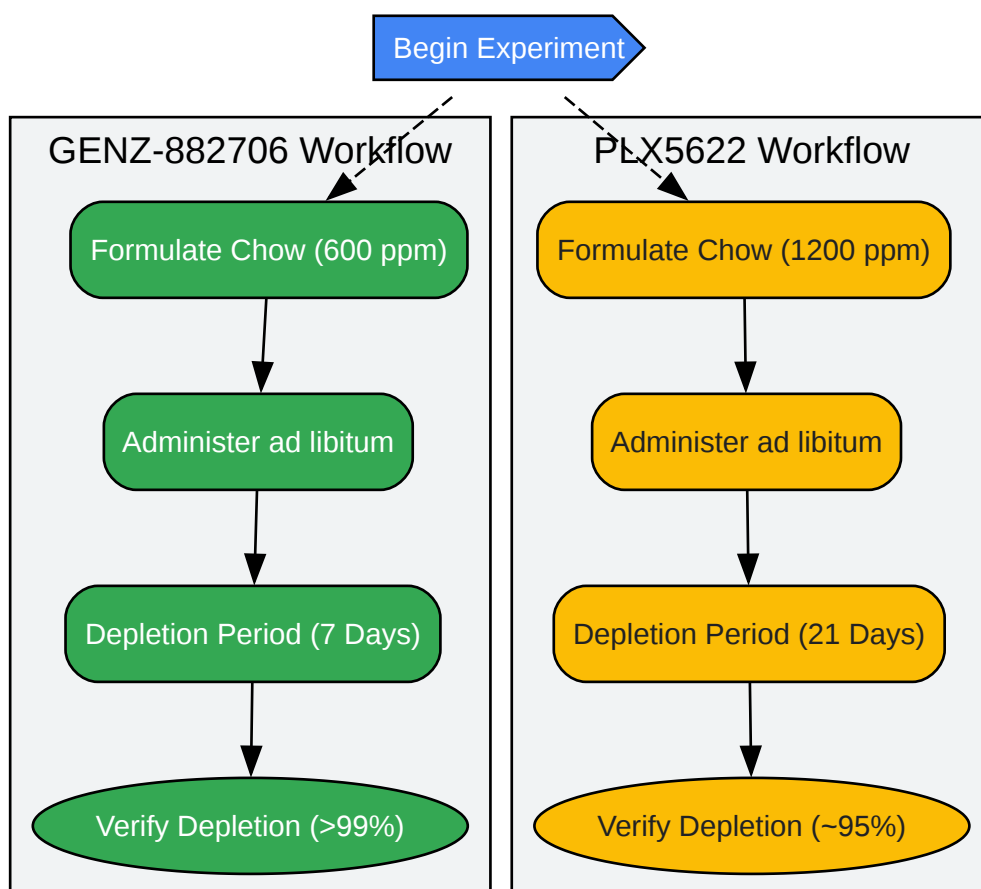 Begin Experiment
GENZ-882706 Workflow
Formulate Chow (600 ppm)
Administer ad libitum
Depletion Period (7 Days)
Verify Depletion (>99%)
PLX5622 Workflow
Formulate Chow (1200 ppm)
Administer ad libitum
Depletion Period (21 Days)
Verify Depletion (~95%)